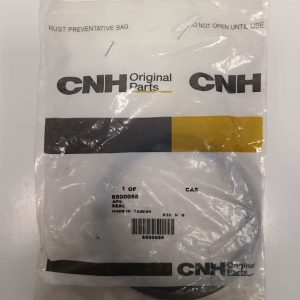 RUST PREVENTATIVE BAG
DO NOT OPEN UNTIL USE
CNH Original Parts
CNH
1 OF
CAS
SEAL
MADE IN TAIWAN
CNH Original Parts